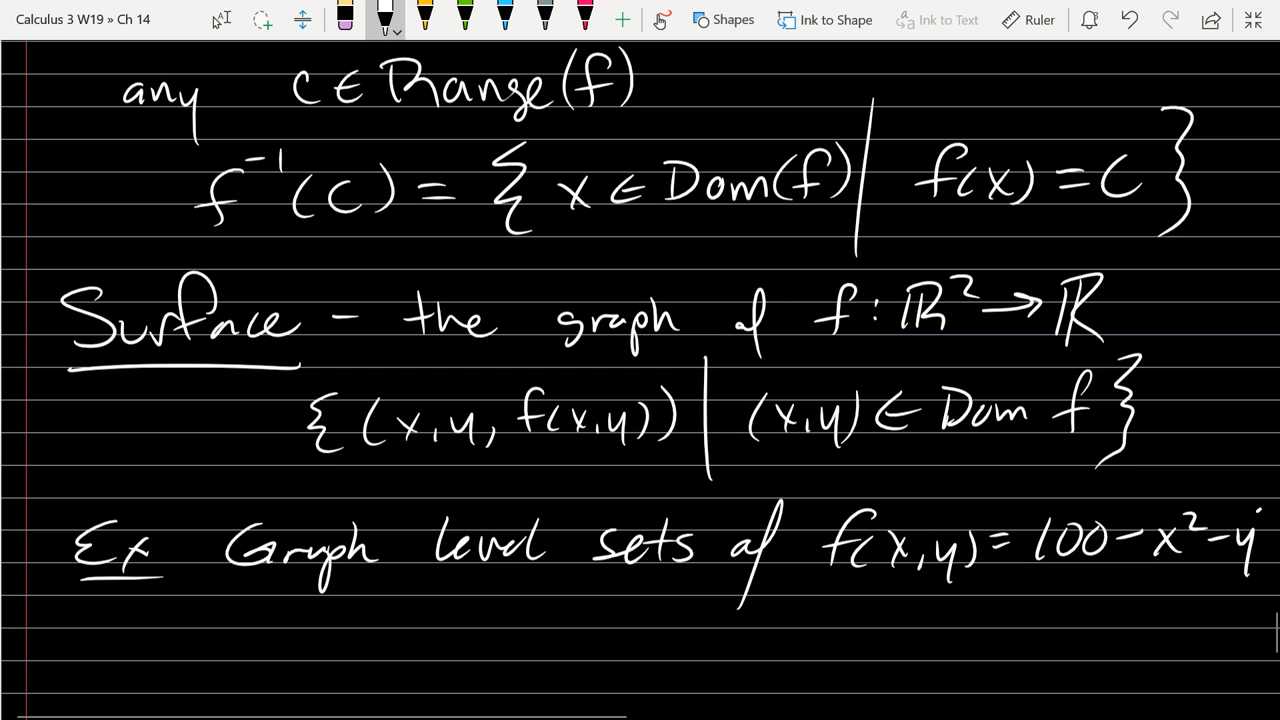 Calculus 3 W19 » Ch 14 Shapes Ink to Shape Ink to Text Ruler
any c ∈ Range(f)
f⁻¹(c) = { x ∈ Dom(f) | f(x) = c }
Surface - the graph of f: ℝ² → ℝ
{ (x, y, f(x,y)) | (x,y) ∈ Dom f }
Ex Graph level sets of f(x,y) = 100 - x² - y